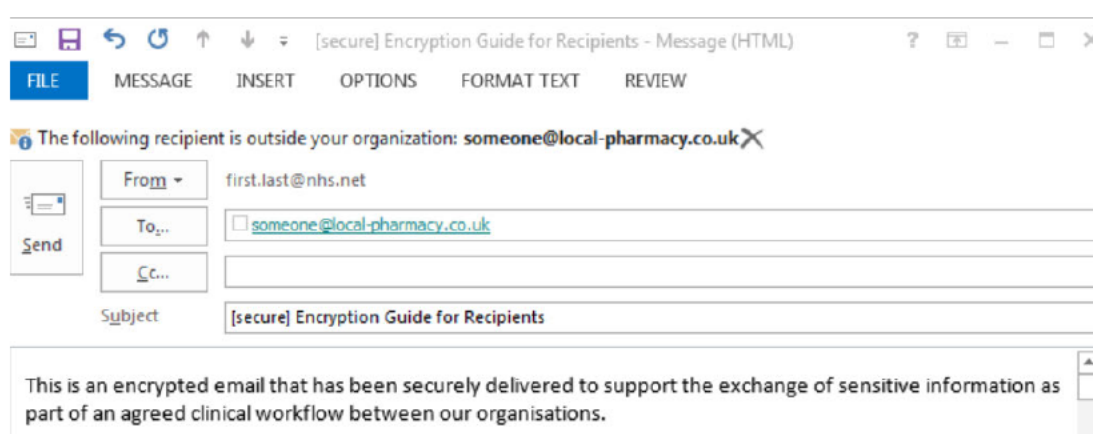 [secure] Encryption Guide for Recipients - Message (HTML) ?
FILE MESSAGE INSERT OPTIONS FORMAT TEXT REVIEW
The following recipient is outside your organization: someone@local-pharmacy.co.uk
From first.last@nhs.net
To... someone@local-pharmacy.co.uk
Send
Cc...
Subject [secure] Encryption Guide for Recipients
This is an encrypted email that has been securely delivered to support the exchange of sensitive information as
part of an agreed clinical workflow between our organisations.